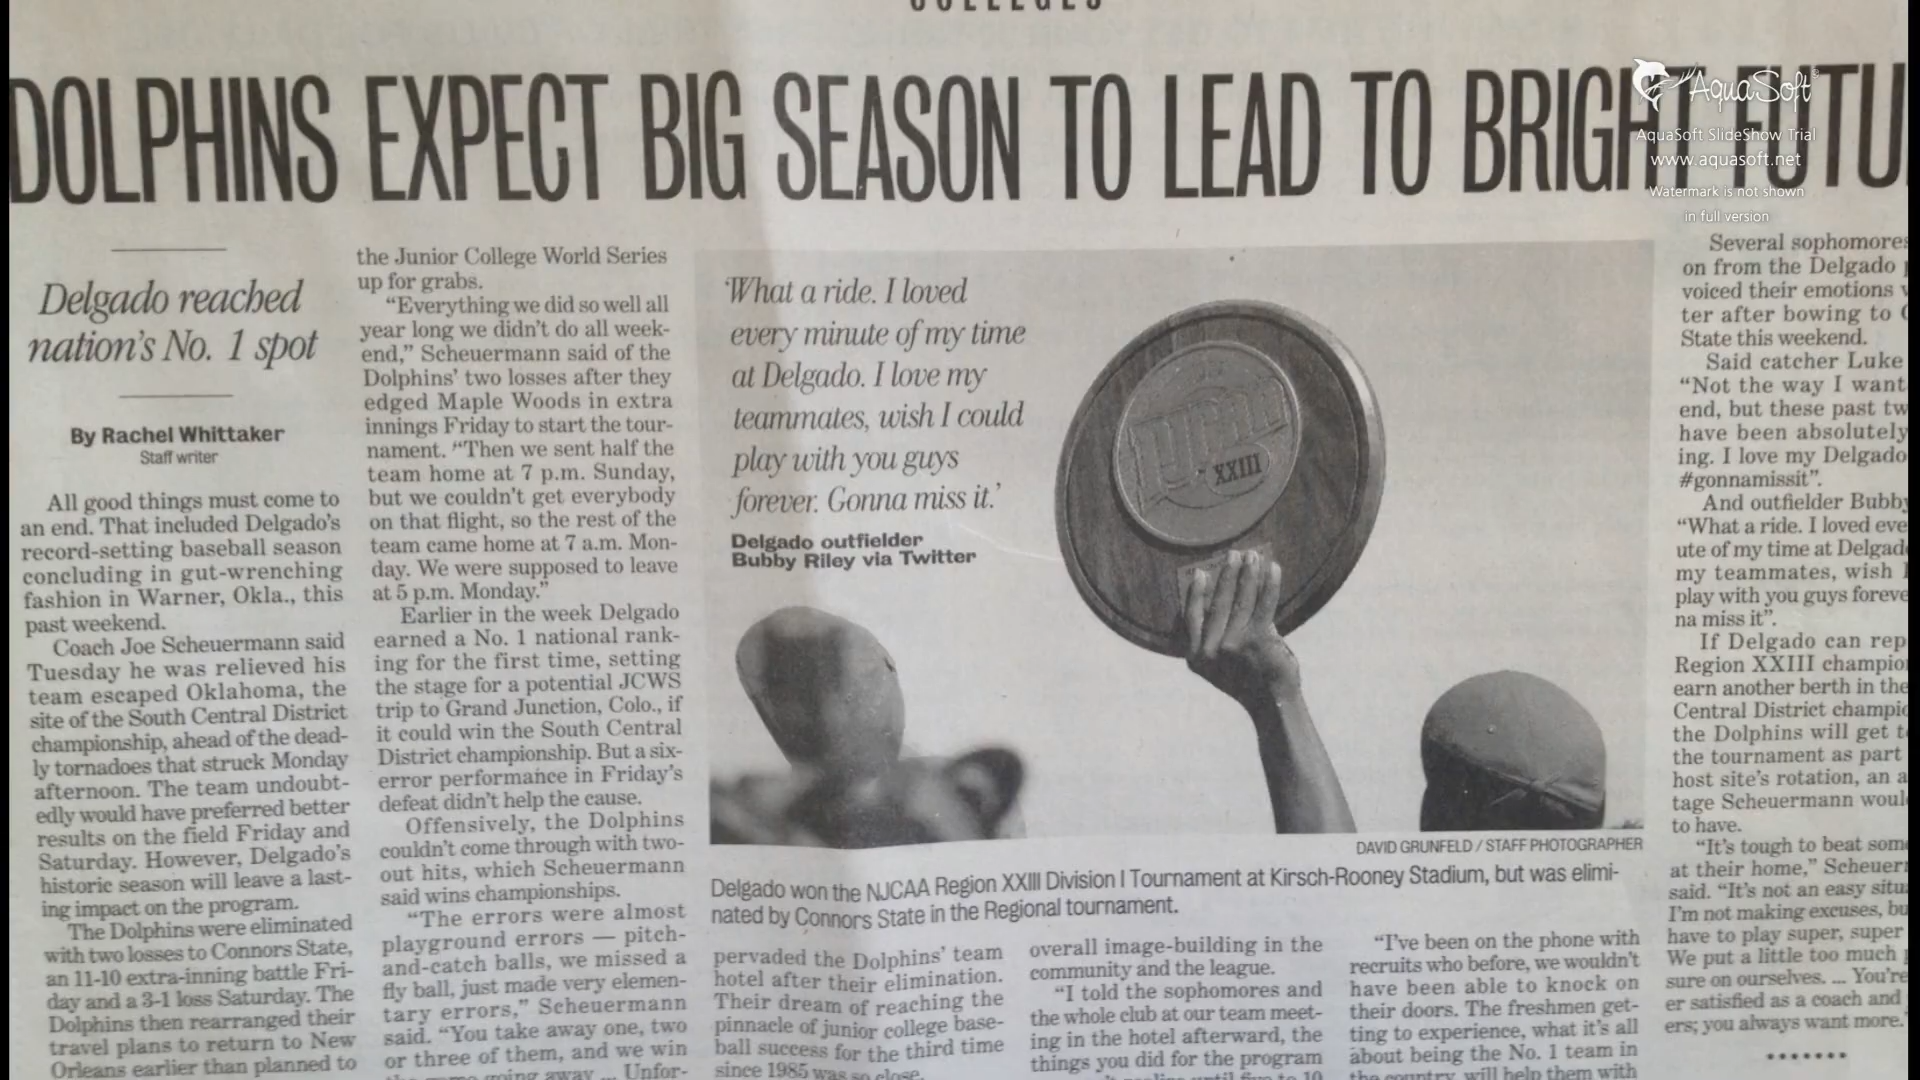 COLLEGES
DOLPHINS EXPECT BIG SEASON TO LEAD TO BRIGHT FUTU
AquaSoft
AquaSoft SlideShow Trial
www.aquasoft.net
Watermark is not shown
in full version
Delgado reached
nation's No. 1 spot
By Rachel Whittaker
Staff writer
All good things must come to
an end. That included Delgado's
record-setting baseball season
concluding in gut-wrenching
fashion in Warner, Okla., this
past weekend.
Coach Joe Scheuermann said
Tuesday he was relieved his
team escaped Oklahoma, the
site of the South Central District
championship, ahead of the dead-
ly tornadoes that struck Monday
afternoon. The team undoubt-
edly would have preferred better
results on the field Friday and
Saturday. However, Delgado's
historic season will leave a last-
ing impact on the program.
The Dolphins were eliminated
with two losses to Connors State,
an 11-10 extra-inning battle Fri-
day and a 3-1 loss Saturday. The
Dolphins then rearranged their
travel plans to return to New
Orleans earlier than planned to
the Junior College World Series
up for grabs.
"Everything we did so well all
year long we didn't do all week-
end," Scheuermann said of the
Dolphins' two losses after they
edged Maple Woods in extra
innings Friday to start the tour-
nament. "Then we sent half the
team home at 7 p.m. Sunday,
but we couldn't get everybody
on that flight, so the rest of the
team came home at 7 a.m. Mon-
day. We were supposed to leave
at 5 p.m. Monday."
Earlier in the week Delgado
earned a No. 1 national rank-
ing for the first time, setting
the stage for a potential JCWS
trip to Grand Junction, Colo., if
it could win the South Central
District championship. But a six-
error performance in Friday's
defeat didn't help the cause.
Offensively, the Dolphins
couldn't come through with two-
out hits, which Scheuermann
said wins championships.
"The errors were almost
playground errors — pitch-
and-catch balls, we missed a
fly ball, just made very elemen-
tary errors," Scheuermann
said. "You take away one, two
or three of them, and we win
the game going away ... Unfor-
'What a ride. I loved
every minute of my time
at Delgado. I love my
teammates, wish I could
play with you guys
forever. Gonna miss it.'
Delgado outfielder
Bubby Riley via Twitter
XXIII
DAVID GRUNFELD / STAFF PHOTOGRAPHER
Delgado won the NJCAA Region XXIII Division I Tournament at Kirsch-Rooney Stadium, but was elimi-
nated by Connors State in the Regional tournament.
pervaded the Dolphins' team
hotel after their elimination.
Their dream of reaching the
pinnacle of junior college base-
ball success for the third time
since 1985 was so close.
overall image-building in the
community and the league.
"I told the sophomores and
the whole club at our team meet-
ing in the hotel afterward, the
things you did for the program
until five to 10
"I've been on the phone with
recruits who before, we wouldn't
have been able to knock on
their doors. The freshmen get-
ting to experience, what it's all
about being the No. 1 team in
the country, will help them with
Several sophomores
on from the Delgado
voiced their emotions
ter after bowing to
State this weekend.
Said catcher Luke
"Not the way I want
end, but these past tw
have been absolutely
ing. I love my Delgado
#gonnamissit".
And outfielder Bubby
"What a ride. I loved eve
ute of my time at Delgad
my teammates, wish
play with you guys foreve
na miss it".
If Delgado can rep
Region XXIII champio
earn another berth in the
Central District champi
the Dolphins will get t
the tournament as part
host site's rotation, an a
tage Scheuermann woul
to have.
"It's tough to beat som
at their home," Scheuer
said. "It's not an easy situ
I'm not making excuses, bu
have to play super, super
We put a little too much
sure on ourselves. ... You're
er satisfied as a coach and
ers; you always want more."